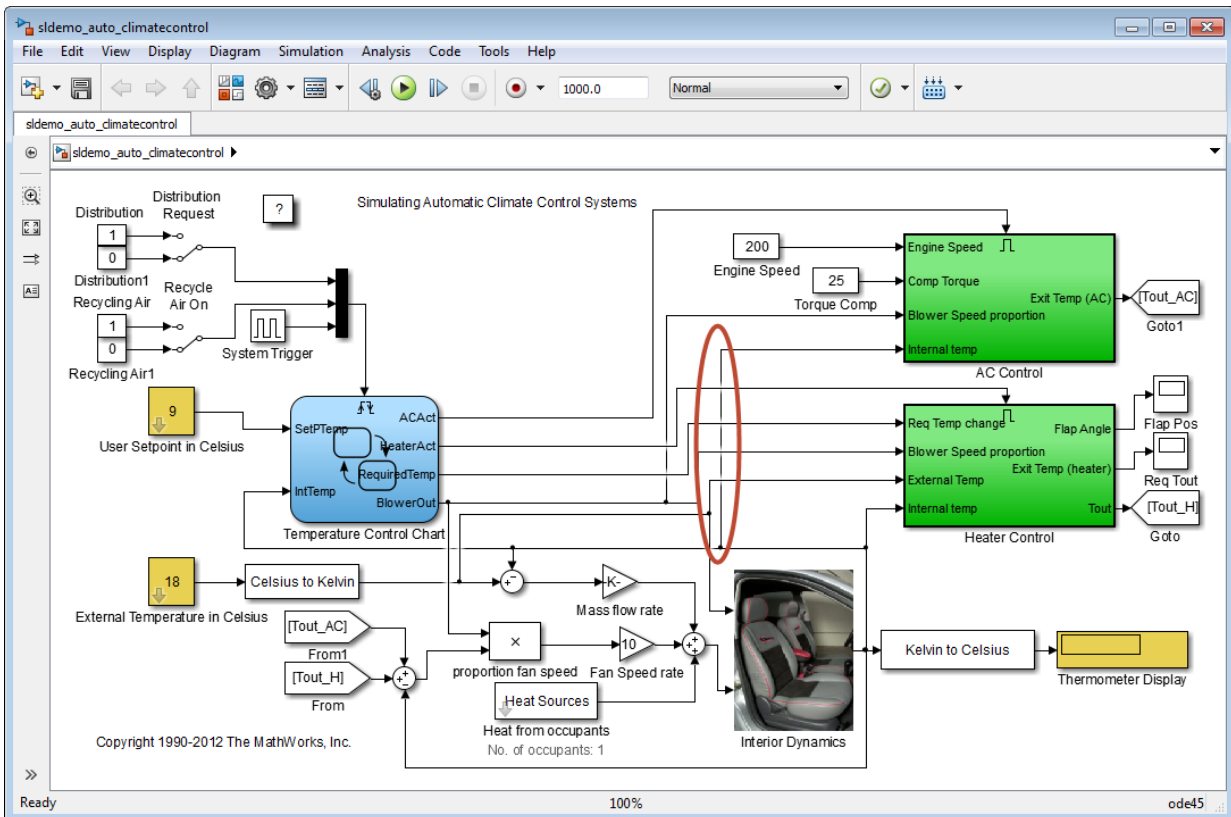 sldemo_auto_climatecontrol
File Edit View Display Diagram Simulation Analysis Code Tools Help
1000.0 Normal
sldemo_auto_climatecontrol
sldemo_auto_climatecontrol
Simulating Automatic Climate Control Systems
Distribution
Distribution
Request
?
1
0
Distribution1
Recycling Air
Recycle
Air On
1
0
Recycling Air1
System Trigger
200
Engine Speed
25
Torque Comp
Engine Speed
Comp Torque
Blower Speed proportion
Internal temp
Exit Temp (AC)
AC Control
[Tout_AC]
Goto1
9
User Setpoint in Celsius
SetPTemp
IntTemp
ACAct
HeaterAct
RequiredTemp
BlowerOut
Temperature Control Chart
Req Temp change
Blower Speed proportion
External Temp
Internal temp
Flap Angle
Exit Temp (heater)
Tout
Heater Control
Flap Pos
Req Tout
[Tout_H]
Goto
18
External Temperature in Celsius
Celsius to Kelvin
K-
Mass flow rate
[Tout_AC]
From1
[Tout_H]
From
×
proportion fan speed
10
Fan Speed rate
Heat Sources
Heat from occupants
No. of occupants: 1
Interior Dynamics
Kelvin to Celsius
Thermometer Display
Copyright 1990-2012 The MathWorks, Inc.
Ready 100% ode45